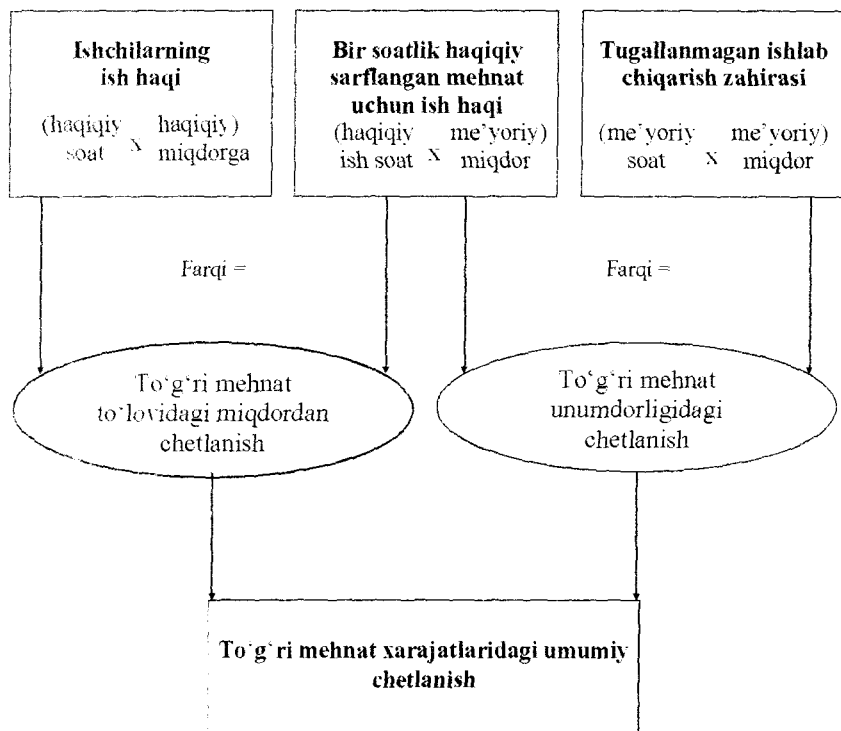 Ishchilarning
ish haqi
(haqiqiy x haqiqiy)
soat miqdorga
Bir soatlik haqiqiy
sarflangan mehnat
uchun ish haqi
(haqiqiy me’yoriy)
ish soat x miqdor
Tugallanmagan ishlab
chiqarish zahirasi
(me’yoriy me’yoriy)
soat x miqdor
Farqi =
Farqi =
To‘g‘ri mehnat
to‘lovidagi miqdordan
chetlanish
To‘g‘ri mehnat
unumdorligidagi
chetlanish
To‘g‘ri mehnat xarajatlaridagi umumiy
chetlanish